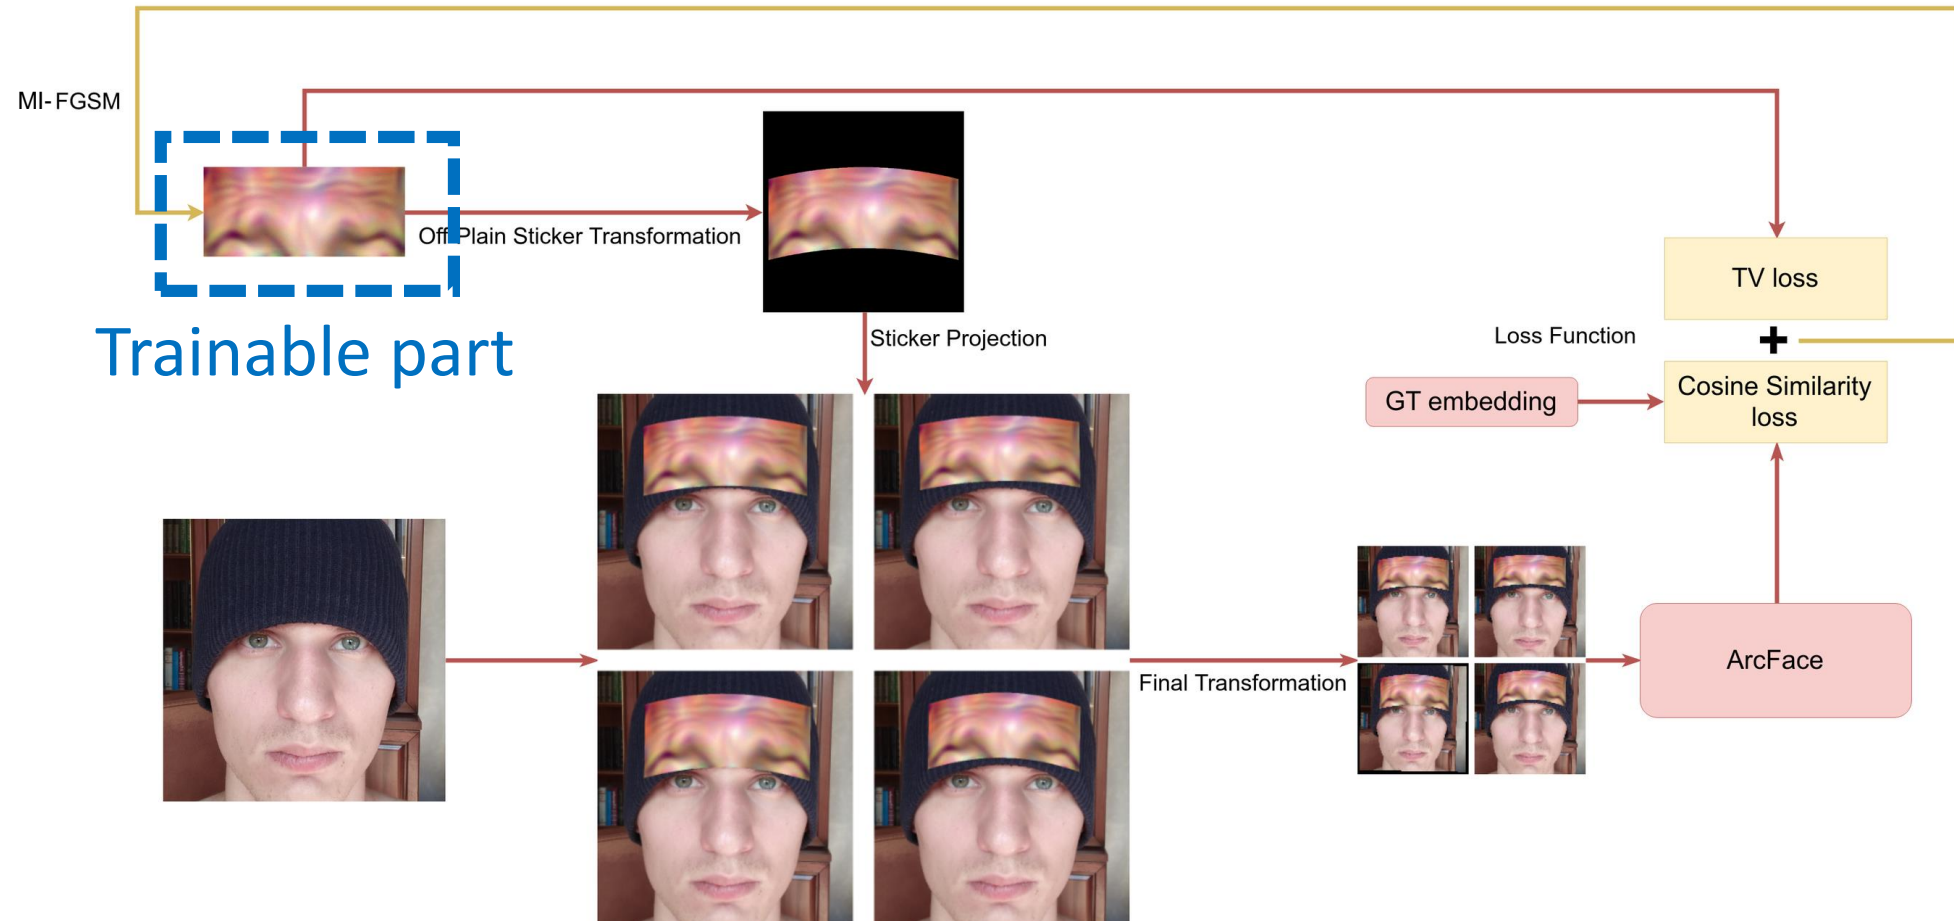 MI-FGSM
Off-Plain Sticker Transformation
Trainable part
Sticker Projection
TV loss
Loss Function
+
GT embedding
Cosine Similarity
loss
Final Transformation
ArcFace